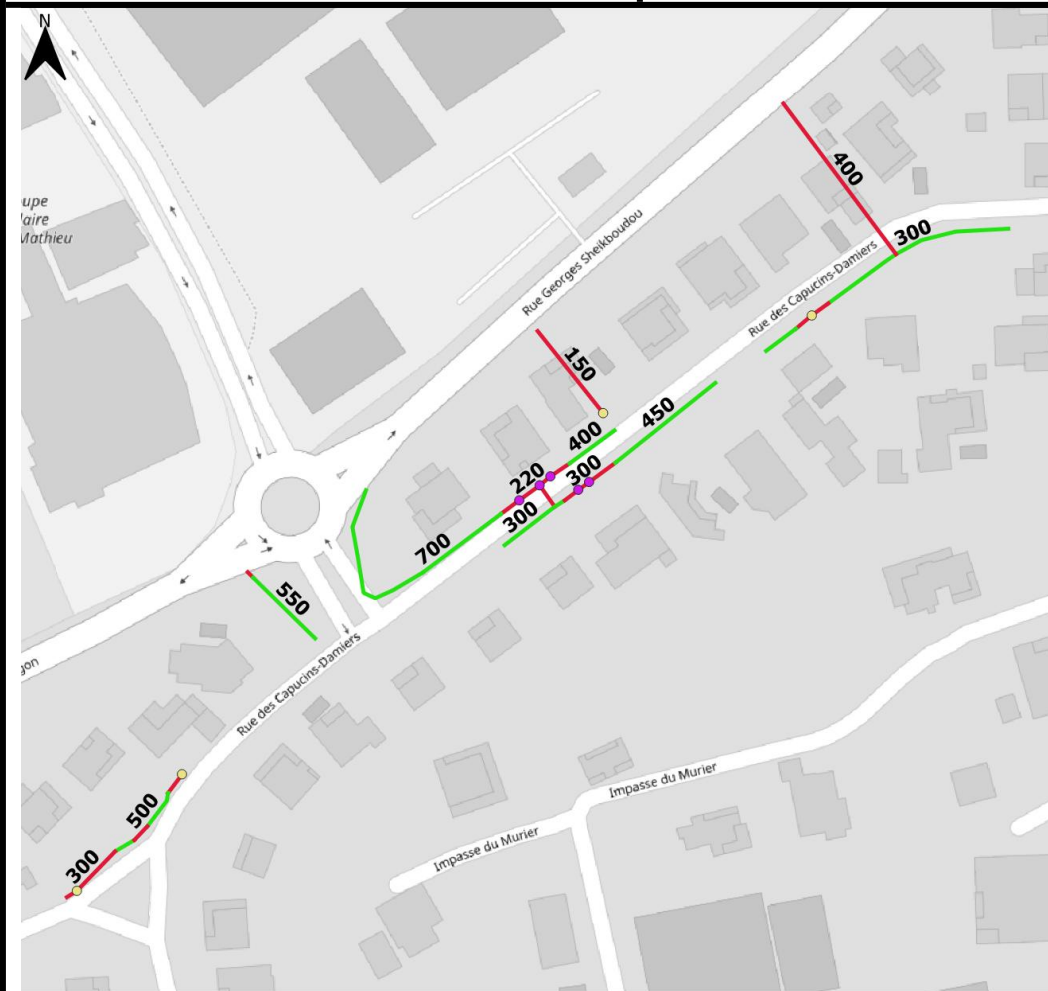 N
400
upe
laire
Mathieu
Rue Georges Sheikboudou
300
Rue des Capucins-Damiers
150
450
400
300
220
300
700
550
gon
Rue des Capucins-Damiers
500
300
Impasse du Murier
Impasse du Murier